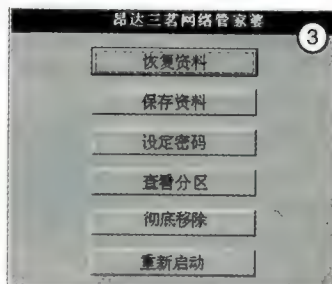 昂达三茗网络管家婆
③
恢复资料
保存资料
设定密码
查看分区
彻底移除
重新启动